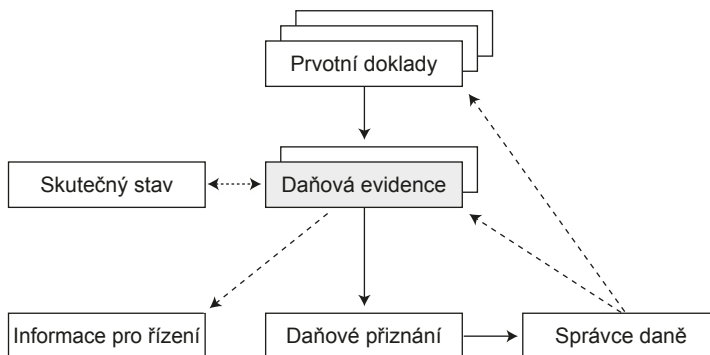 Prvotní doklady
Skutečný stav
Daňová evidence
Informace pro řízení
Daňové přiznání
Správce daně